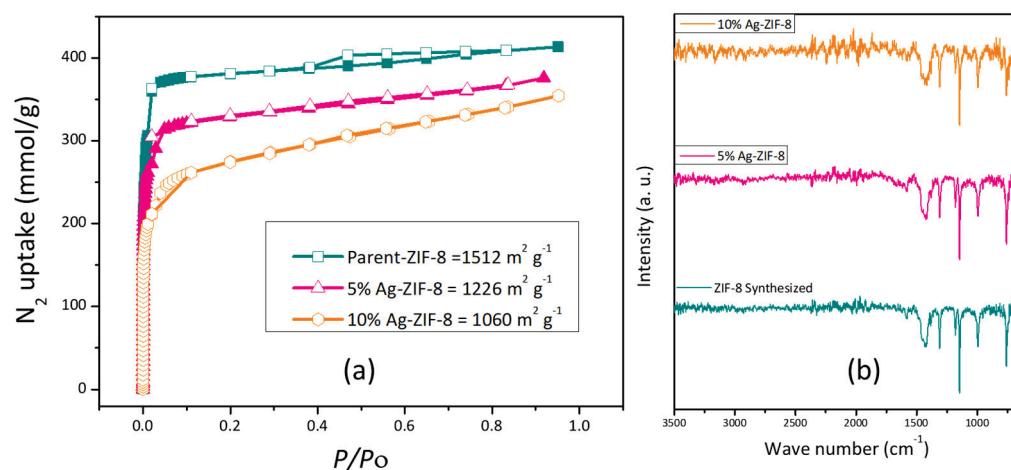 N₂ uptake (mmol/g)
400
300
200
100
0
Parent-ZIF-8 =1512 m² g⁻¹
5% Ag-ZIF-8 = 1226 m² g⁻¹
10% Ag-ZIF-8 = 1060 m² g⁻¹
(a)
0.0 0.2 0.4 0.6 0.8 1.0
P/Po
Intensity (a. u.)
10% Ag-ZIF-8
5% Ag-ZIF-8
ZIF-8 Synthesized
(b)
3500 3000 2500 2000 1500 1000
Wave number (cm⁻¹)